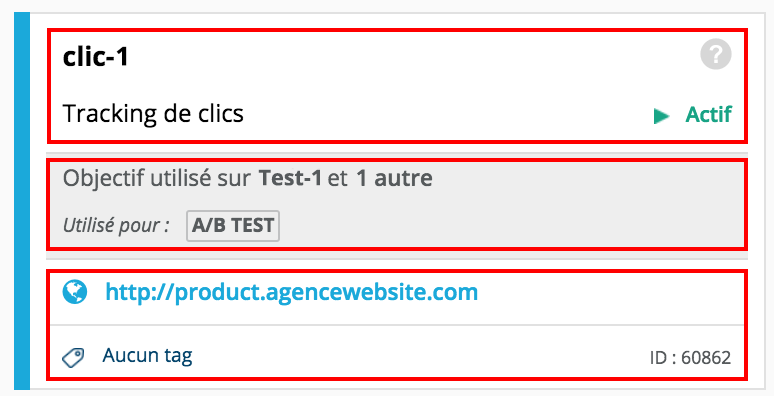 clic-1 ?
Tracking de clics Actif
Objectif utilisé sur Test-1 et 1 autre
Utilisé pour : A/B TEST
http://product.agencewebsite.com
Aucun tag ID : 60862